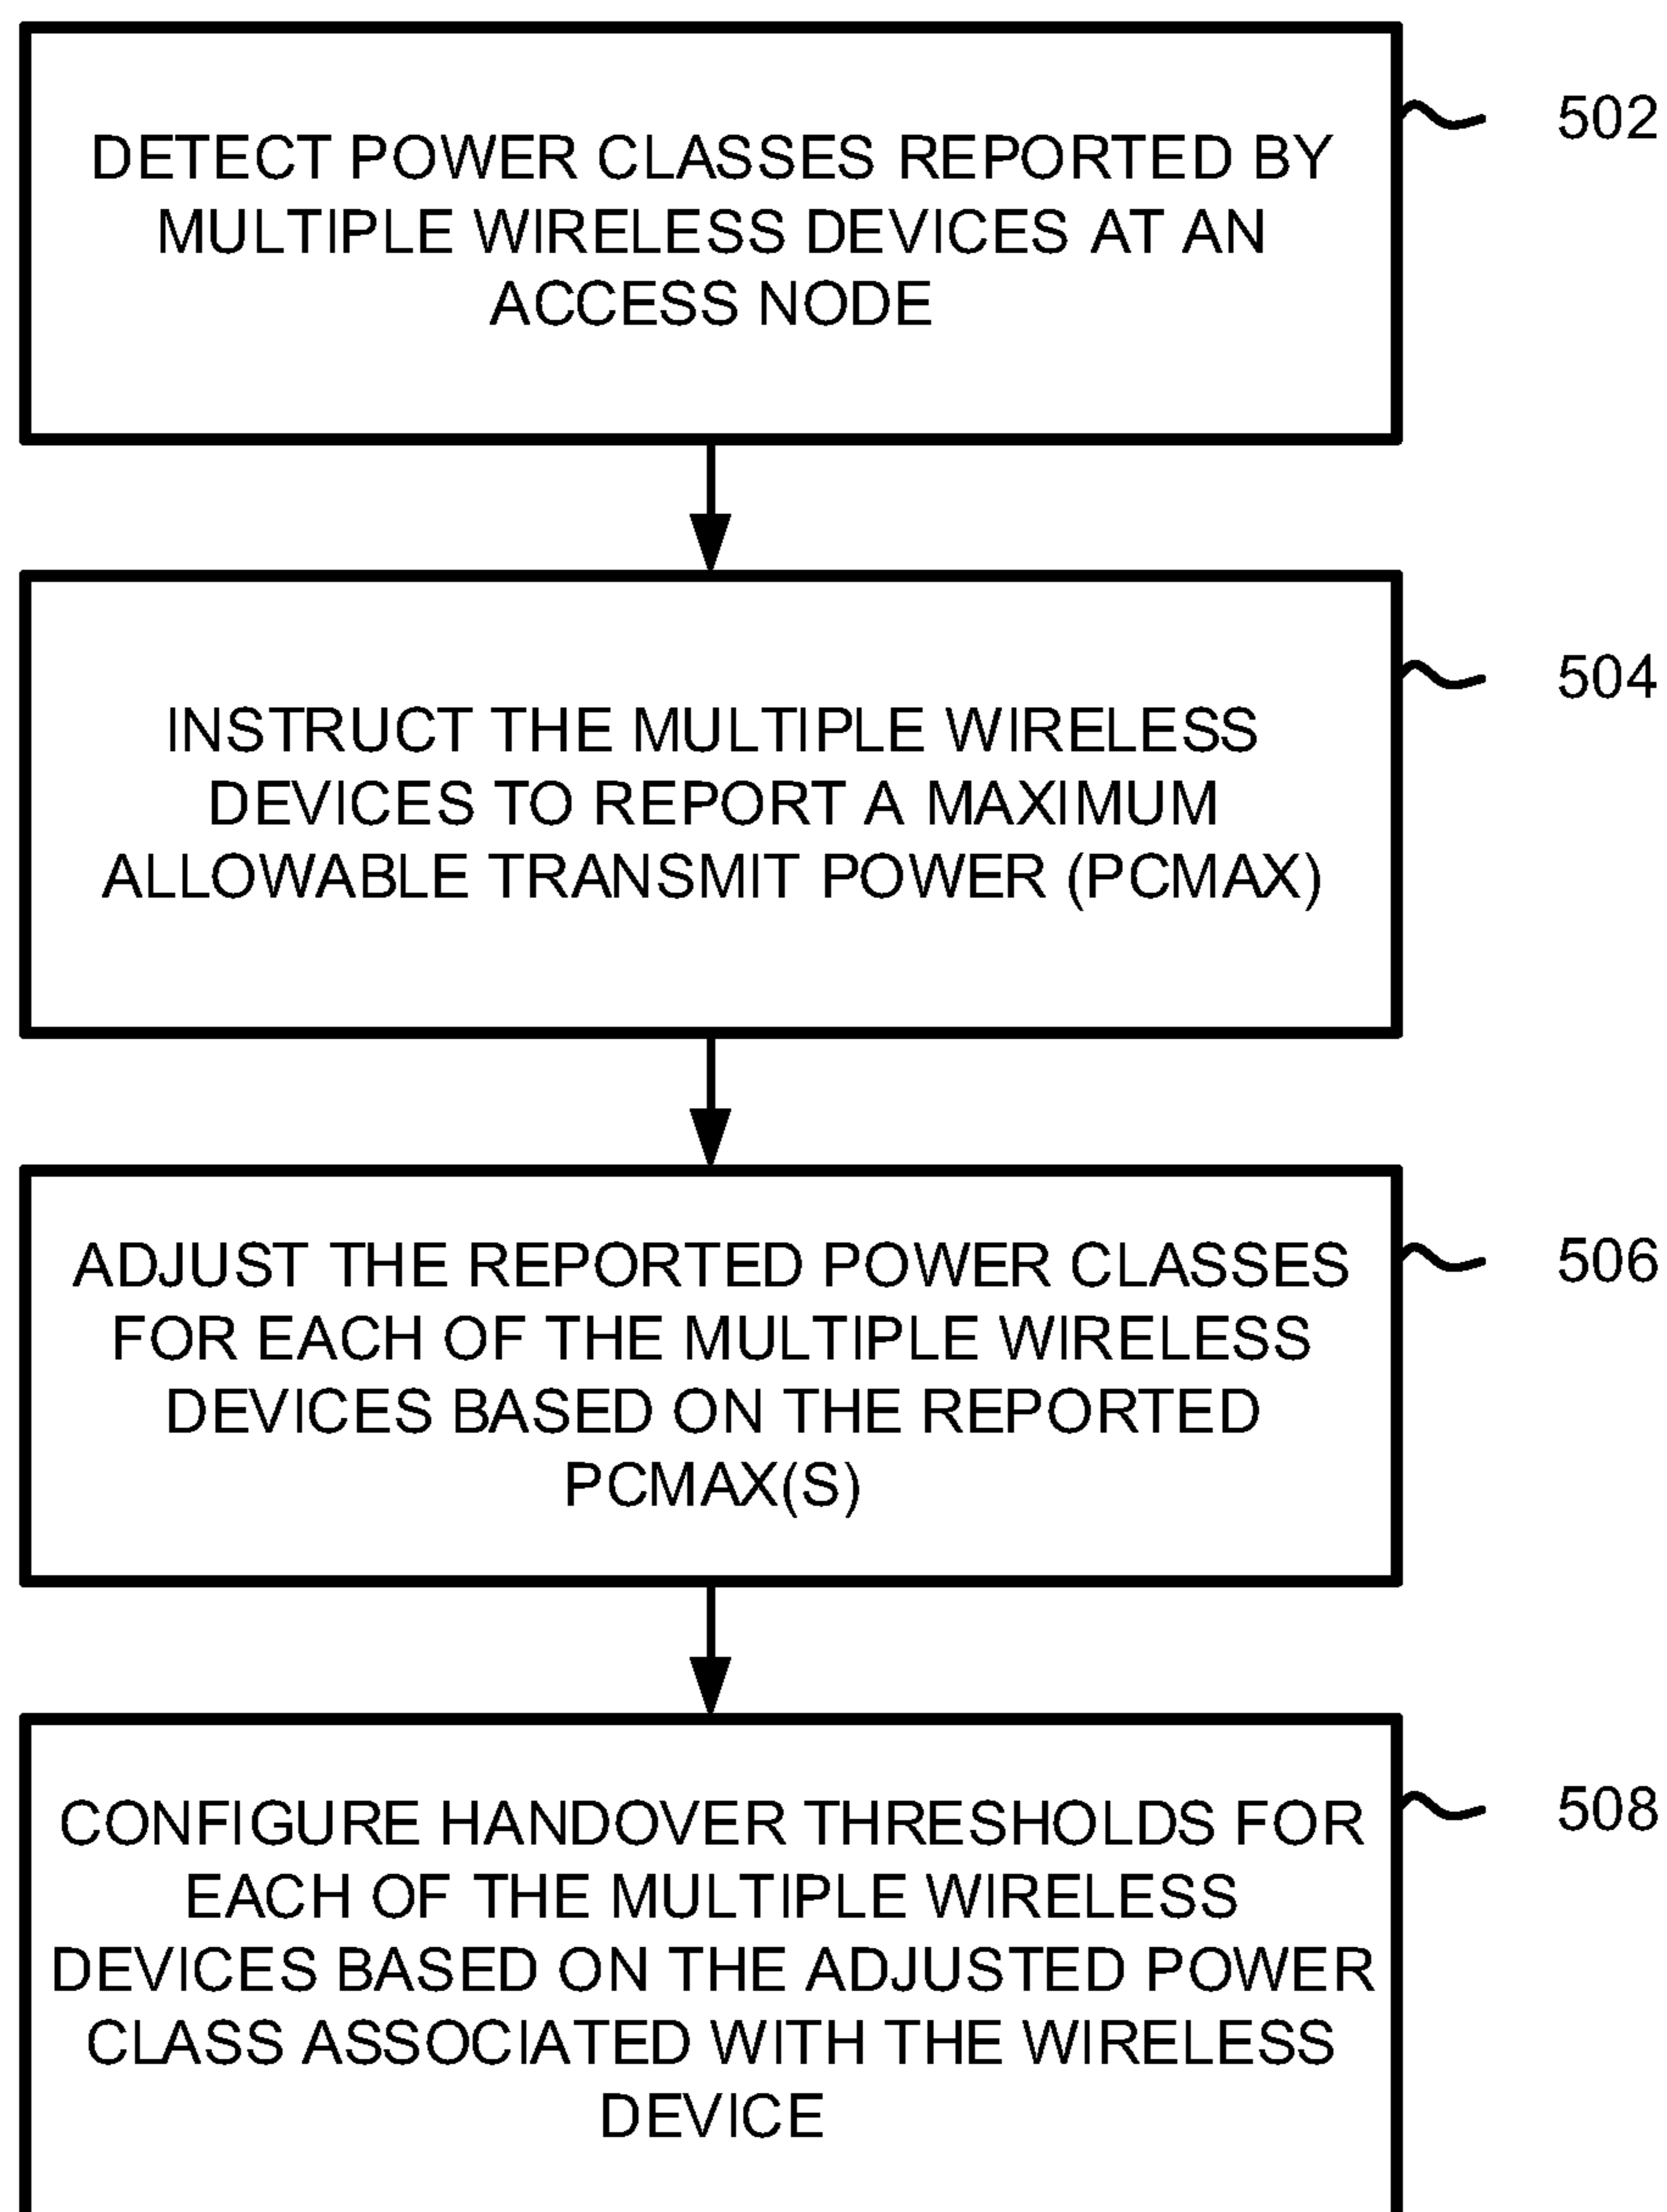 DETECT POWER CLASSES REPORTED BY
MULTIPLE WIRELESS DEVICES AT AN
ACCESS NODE
502
INSTRUCT THE MULTIPLE WIRELESS
DEVICES TO REPORT A MAXIMUM
ALLOWABLE TRANSMIT POWER (PCMAX)
504
ADJUST THE REPORTED POWER CLASSES
FOR EACH OF THE MULTIPLE WIRELESS
DEVICES BASED ON THE REPORTED
PCMAX(S)
506
CONFIGURE HANDOVER THRESHOLDS FOR
EACH OF THE MULTIPLE WIRELESS
DEVICES BASED ON THE ADJUSTED POWER
CLASS ASSOCIATED WITH THE WIRELESS
DEVICE
508